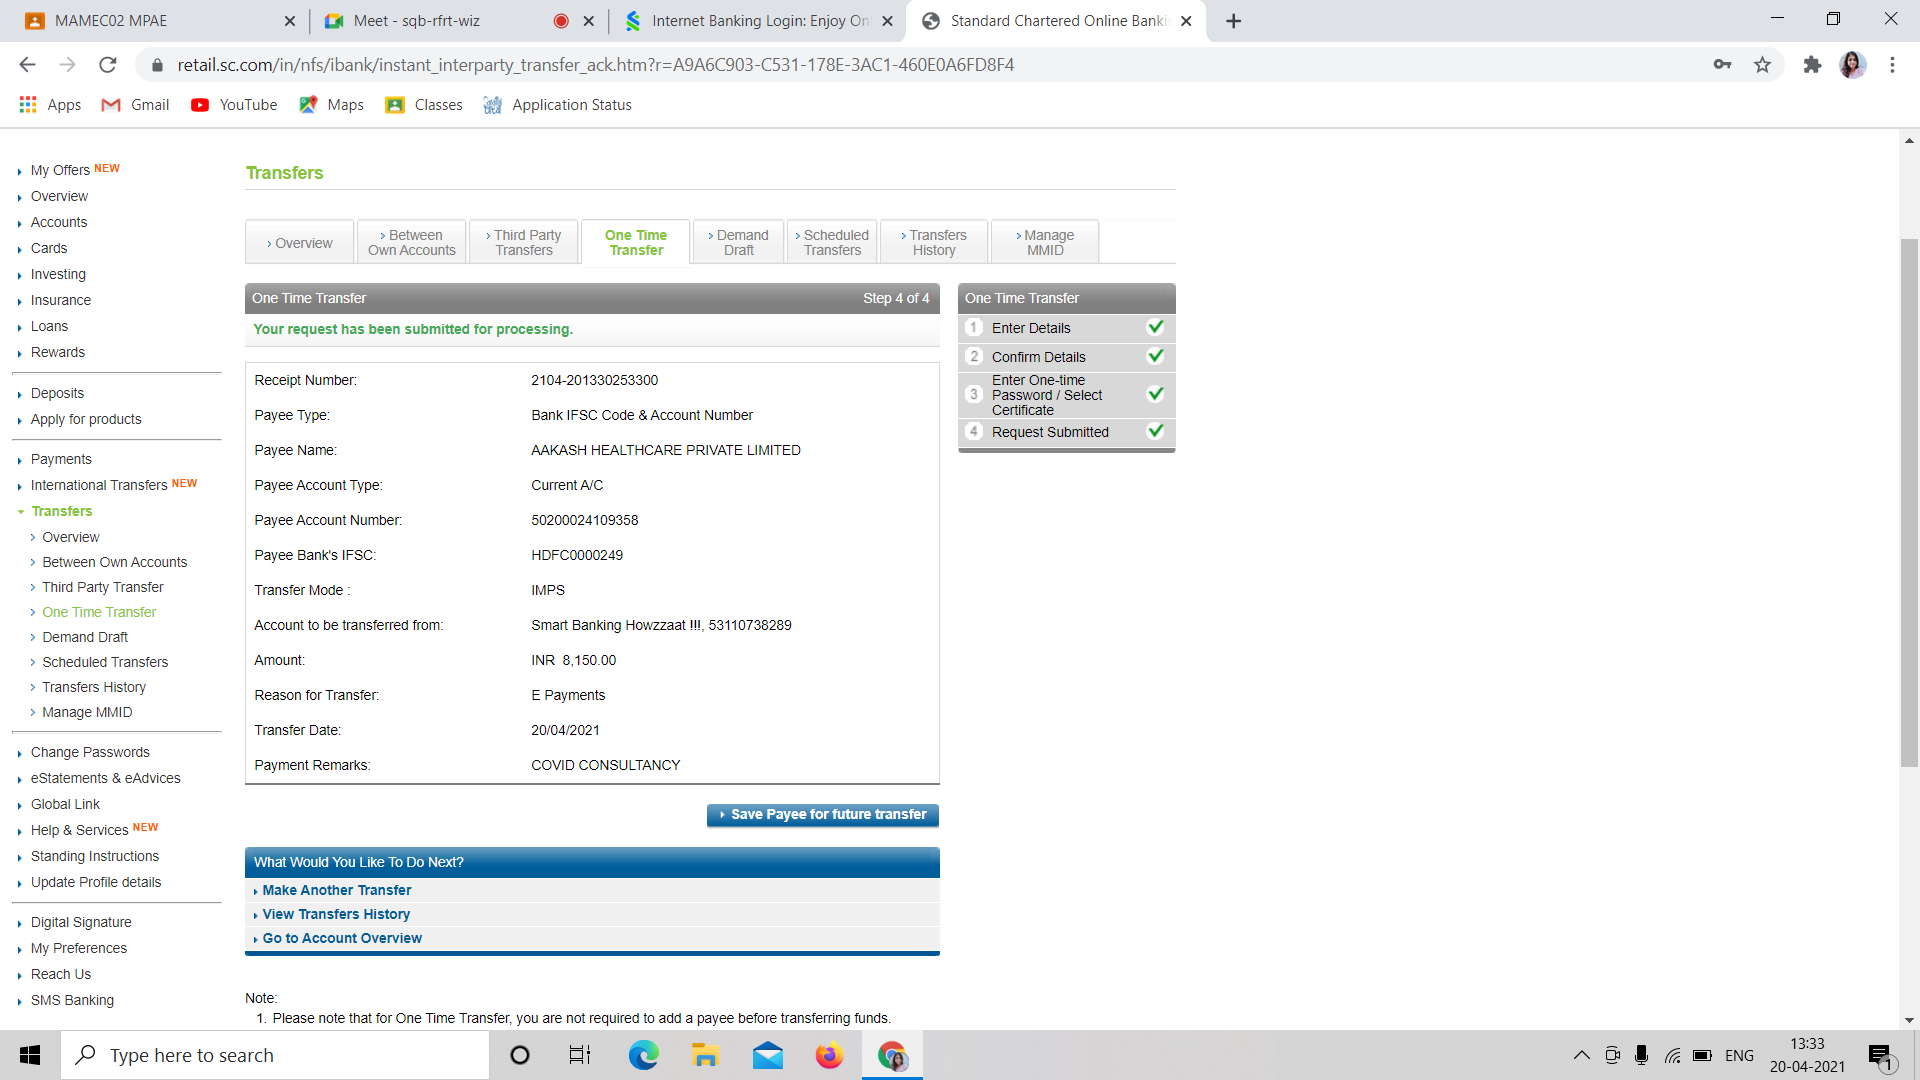 MAMEC02 MPAE
Meet - sqb-rfrt-wiz
Internet Banking Login: Enjoy On
Standard Chartered Online Banki
retail.sc.com/in/nfs/ibank/instant_interparty_transfer_ack.htm?r=A9A6C903-C531-178E-3AC1-460E0A6FD8F4
Apps
Gmail
YouTube
Maps
Classes
Application Status
My Offers NEW
Overview
Accounts
Cards
Investing
Insurance
Loans
Rewards
Deposits
Apply for products
Payments
International Transfers NEW
Transfers
Overview
Between Own Accounts
Third Party Transfer
One Time Transfer
Demand Draft
Scheduled Transfers
Transfers History
Manage MMID
Change Passwords
eStatements & eAdvices
Global Link
Help & Services NEW
Standing Instructions
Update Profile details
Digital Signature
My Preferences
Reach Us
SMS Banking
Transfers
Overview
Between
Own Accounts
Third Party
Transfers
One Time
Transfer
Demand
Draft
Scheduled
Transfers
Transfers
History
Manage
MMID
One Time Transfer Step 4 of 4
Your request has been submitted for processing.
Receipt Number: 2104-201330253300
Payee Type: Bank IFSC Code & Account Number
Payee Name: AAKASH HEALTHCARE PRIVATE LIMITED
Payee Account Type: Current A/C
Payee Account Number: 50200024109358
Payee Bank's IFSC: HDFC0000249
Transfer Mode : IMPS
Account to be transferred from: Smart Banking Howzzaat !!!, 53110738289
Amount: INR 8,150.00
Reason for Transfer: E Payments
Transfer Date: 20/04/2021
Payment Remarks: COVID CONSULTANCY
Save Payee for future transfer
What Would You Like To Do Next?
Make Another Transfer
View Transfers History
Go to Account Overview
Note:
1. Please note that for One Time Transfer, you are not required to add a payee before transferring funds.
One Time Transfer
1 Enter Details
2 Confirm Details
3 Enter One-time
Password / Select
Certificate
4 Request Submitted
Type here to search
ENG
13:33
20-04-2021
1